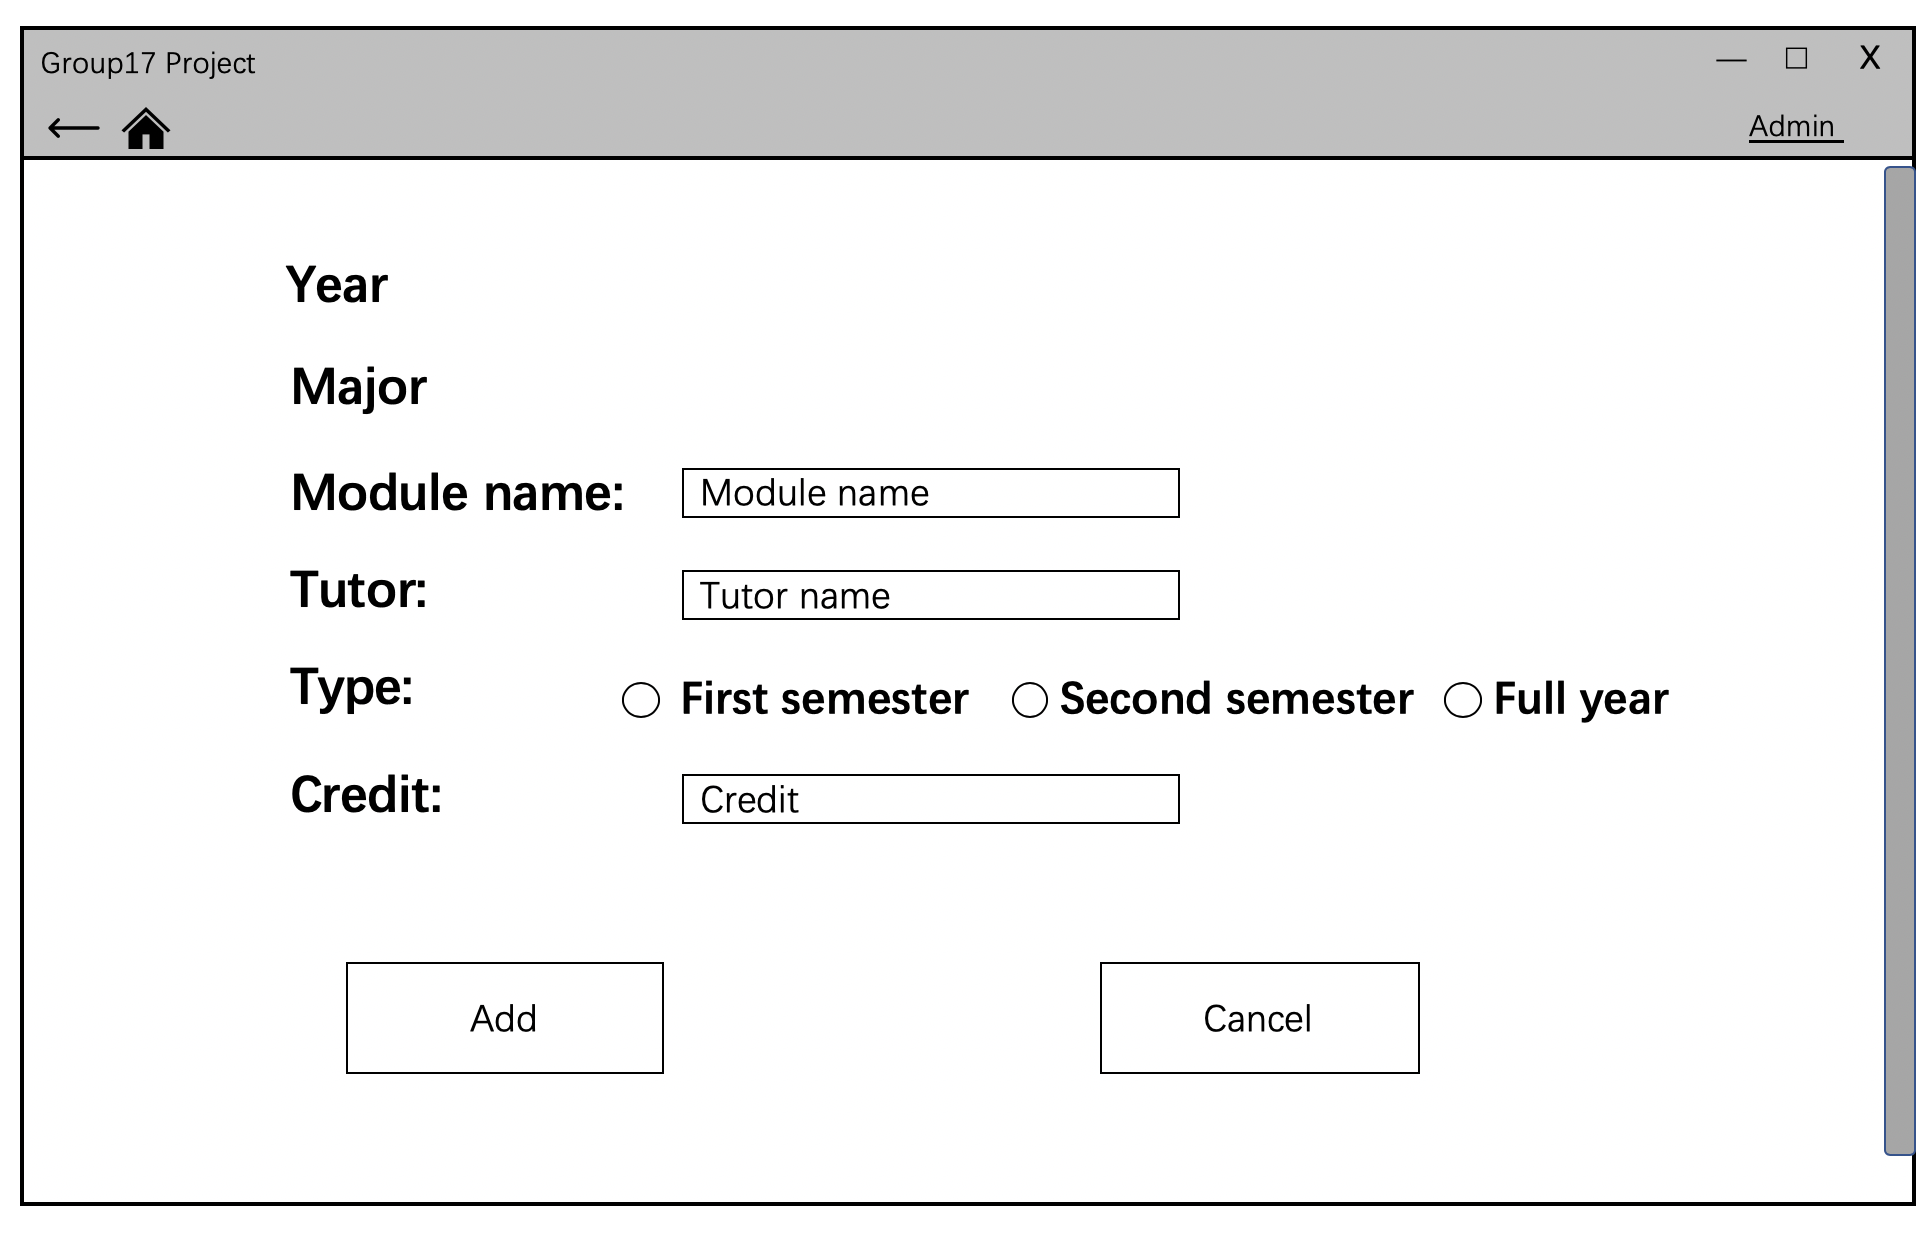 Group17 Project
X
Admin
Year
Major
Module name: Module name
Tutor: Tutor name
Type: First semester Second semester Full year
Credit: Credit
Add Cancel